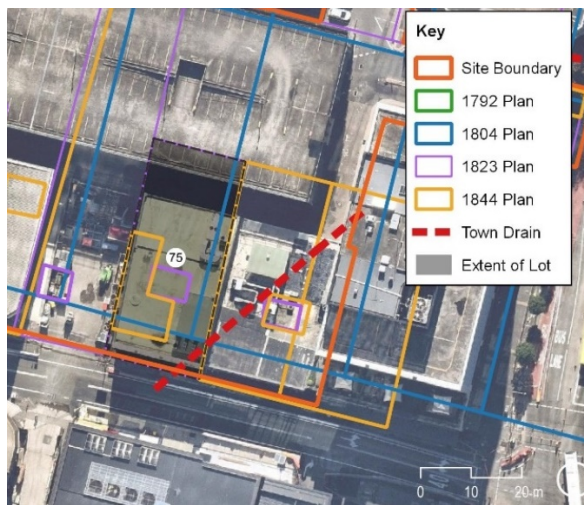 Key
Site Boundary
1792 Plan
1804 Plan
1823 Plan
1844 Plan
Town Drain
Extent of Lot
75
0 10 20 m